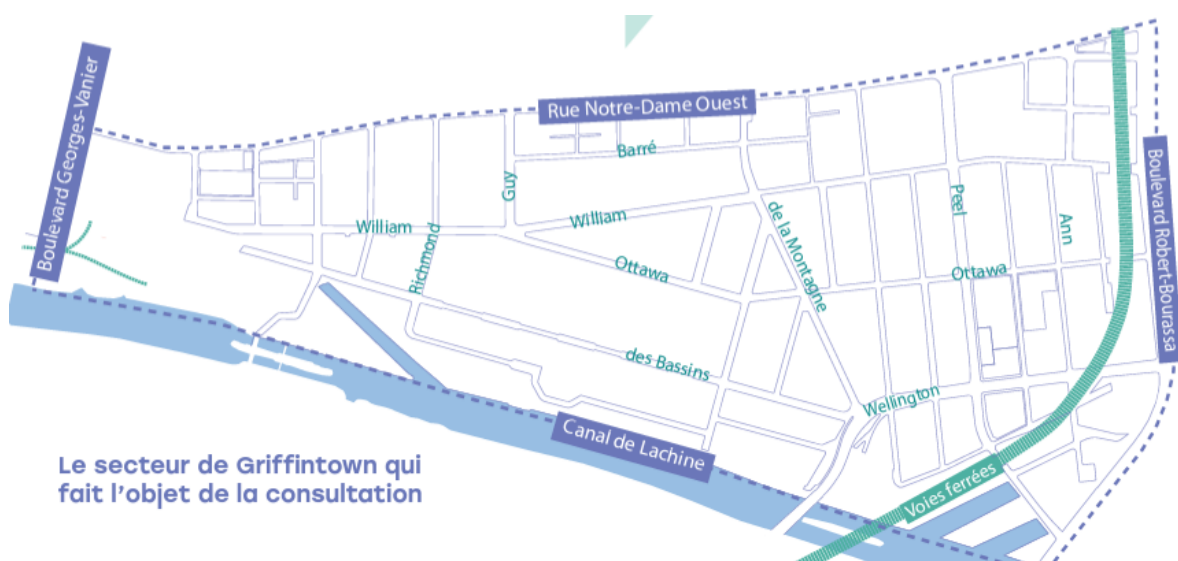 Rue Notre-Dame Ouest
Boulevard Georges-Vanier
Barré
Boulevard Robert-Bourassa
Guy
Peel
William
de la Montagne
Ann
William
Richmond
Ottawa
Ottawa
des Bassins
Wellington
Canal de Lachine
Le secteur de Griffintown qui
fait l’objet de la consultation
Voies ferrées